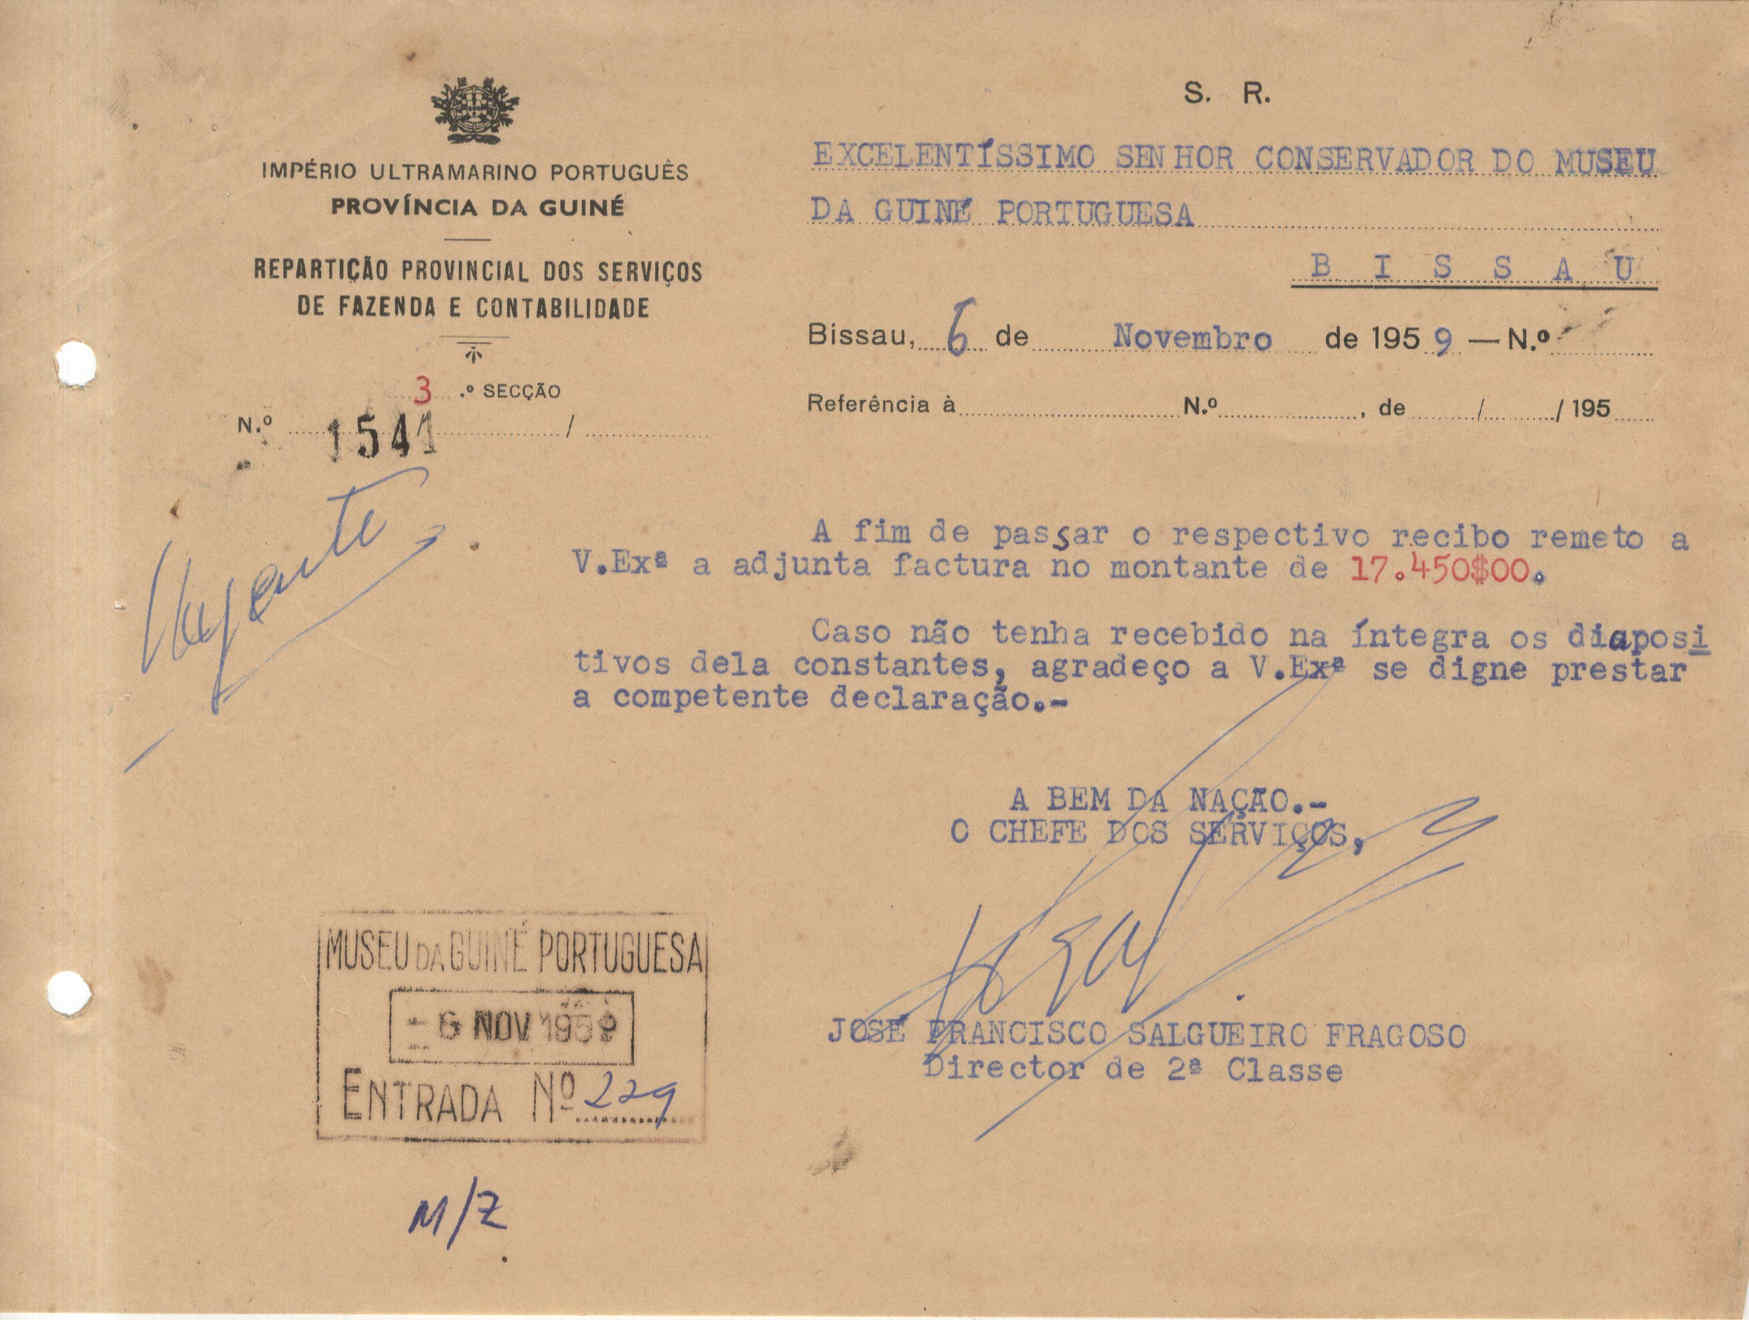 IMPÉRIO ULTRAMARINO PORTUGUÊS
PROVÍNCIA DA GUINÉ
REPARTIÇÃO PROVINCIAL DOS SERVIÇOS
DE FAZENDA E CONTABILIDADE
3.º SECÇÃO
N.º 1541 /
Urgente
S. R.
EXCELENTÍSSIMO SENHOR CONSERVADOR DO MUSEU
DA GUINÉ PORTUGUESA
B I S S A U
Bissau, 6 de Novembro de 1959 — N.º
Referência à N.º , de / / 195
A fim de passar o respectivo recibo remeto a
V.Exª a adjunta factura no montante de 17.450$00.
Caso não tenha recebido na íntegra os diaposi
tivos dela constantes, agradeço a V.Exª se digne prestar
a competente declaração.-
A BEM DA NAÇÃO.-
O CHEFE DOS SERVIÇOS,
JOSÉ FRANCISCO SALGUEIRO FRAGOSO
Director de 2ª Classe
MUSEU DA GUINÉ PORTUGUESA
- 6 NOV 1959
ENTRADA Nº 229
M/Z